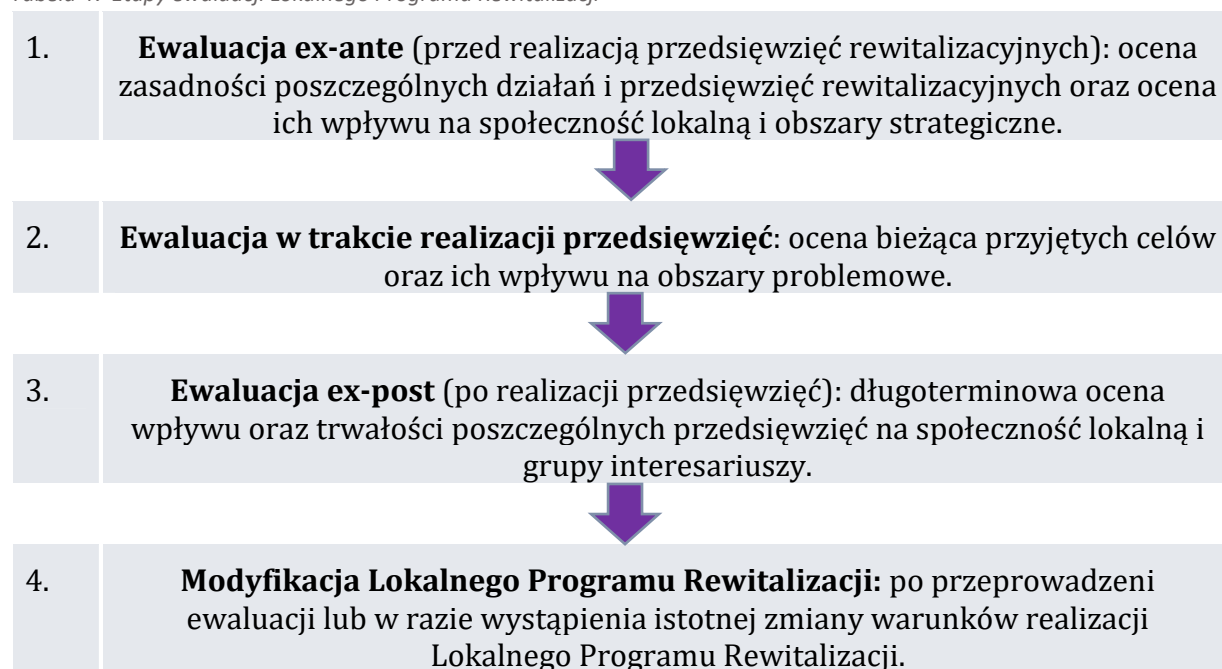 1.
Ewaluacja ex-ante (przed realizacją przedsięwzięć rewitalizacyjnych): ocena
zasadności poszczególnych działań i przedsięwzięć rewitalizacyjnych oraz ocena
ich wpływu na społeczność lokalną i obszary strategiczne.
2.
Ewaluacja w trakcie realizacji przedsięwzięć: ocena bieżąca przyjętych celów
oraz ich wpływu na obszary problemowe.
3.
Ewaluacja ex-post (po realizacji przedsięwzięć): długoterminowa ocena
wpływu oraz trwałości poszczególnych przedsięwzięć na społeczność lokalną i
grupy interesariuszy.
4.
Modyfikacja Lokalnego Programu Rewitalizacji: po przeprowadzeni
ewaluacji lub w razie wystąpienia istotnej zmiany warunków realizacji
Lokalnego Programu Rewitalizacji.